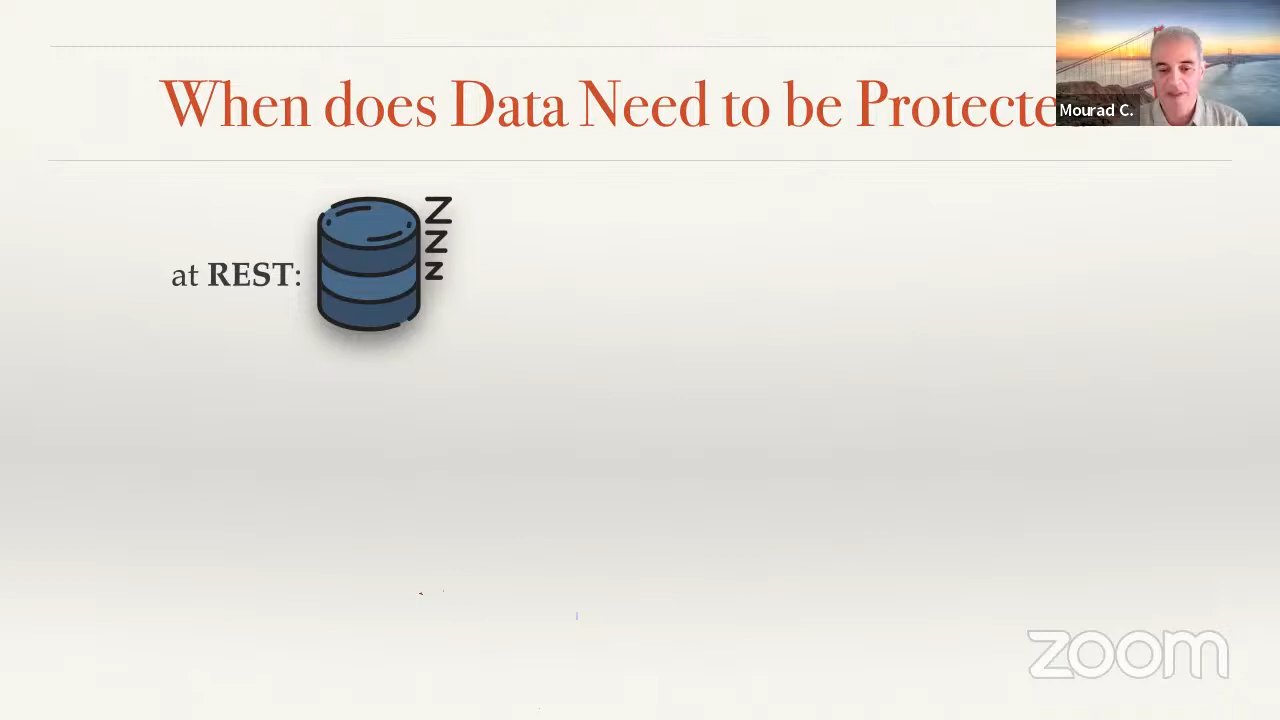 When does Data Need to be Protecte
Mourad C.
at REST:
Z
Z
Z
zoom